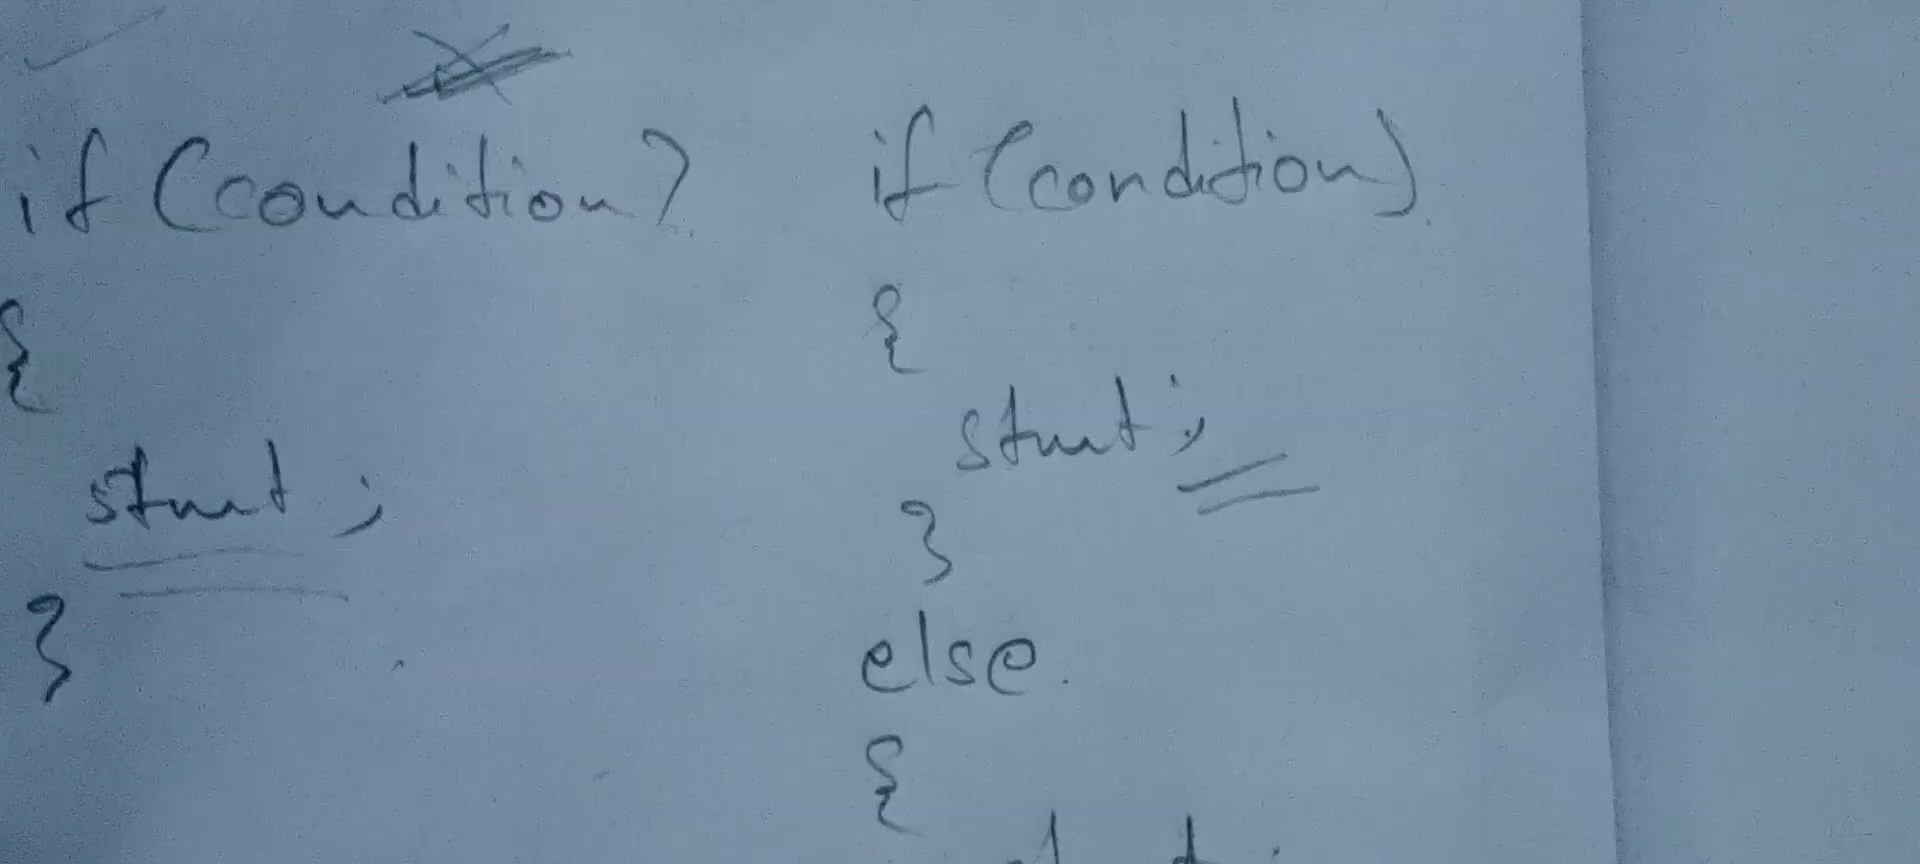 if (condition)
{
stmt;
}
if (condition)
{
stmt;
}
else
{